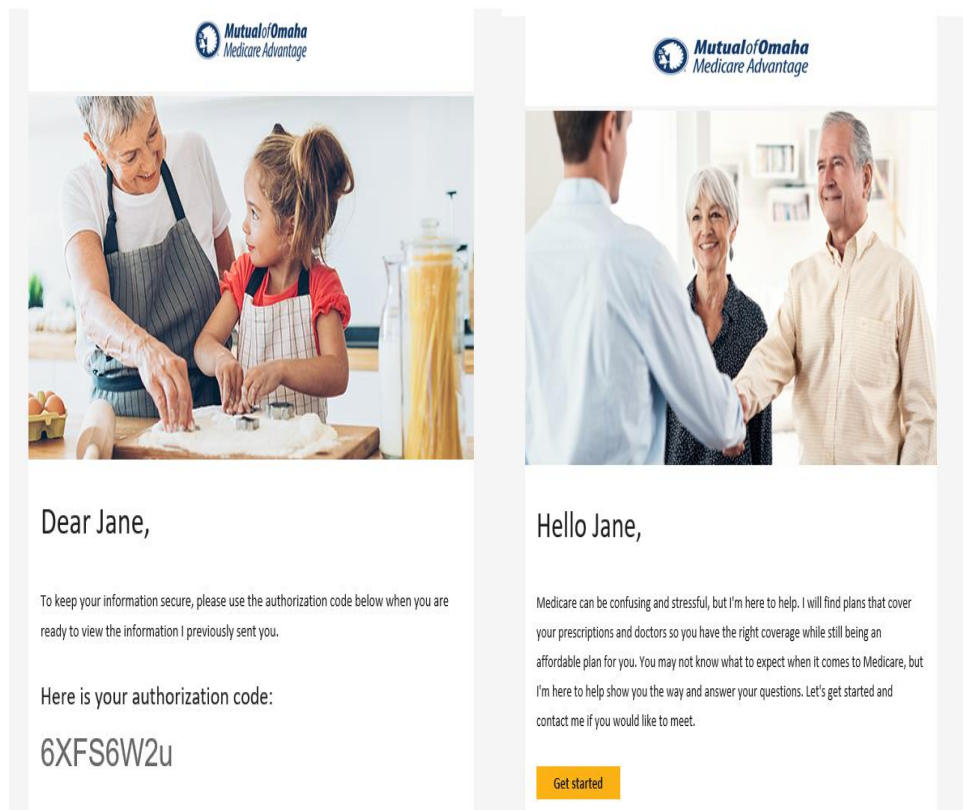 MutualofOmaha
Medicare Advantage
Dear Jane,
To keep your information secure, please use the authorization code below when you are
ready to view the information I previously sent you.
Here is your authorization code:
6XFS6W2u
MutualofOmaha
Medicare Advantage
Hello Jane,
Medicare can be confusing and stressful, but I'm here to help. I will find plans that cover
your prescriptions and doctors so you have the right coverage while still being an
affordable plan for you. You may not know what to expect when it comes to Medicare, but
I'm here to help show you the way and answer your questions. Let's get started and
contact me if you would like to meet.
Get started